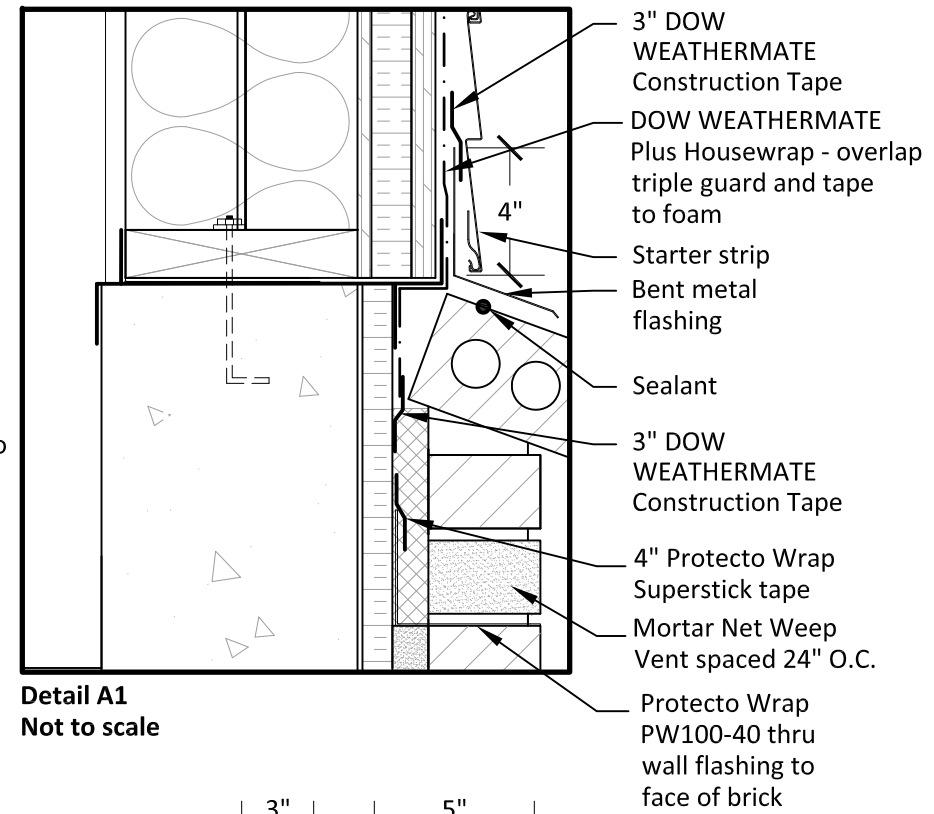 3" DOW
WEATHERMATE
Construction Tape
DOW WEATHERMATE
Plus Housewrap - overlap
triple guard and tape
to foam
4"
Starter strip
Bent metal
flashing
Sealant
3" DOW
WEATHERMATE
Construction Tape
4" Protecto Wrap
Superstick tape
Mortar Net Weep
Vent spaced 24" O.C.
Protecto Wrap
PW100-40 thru
wall flashing to
face of brick
Detail A1
Not to scale
3" 5"